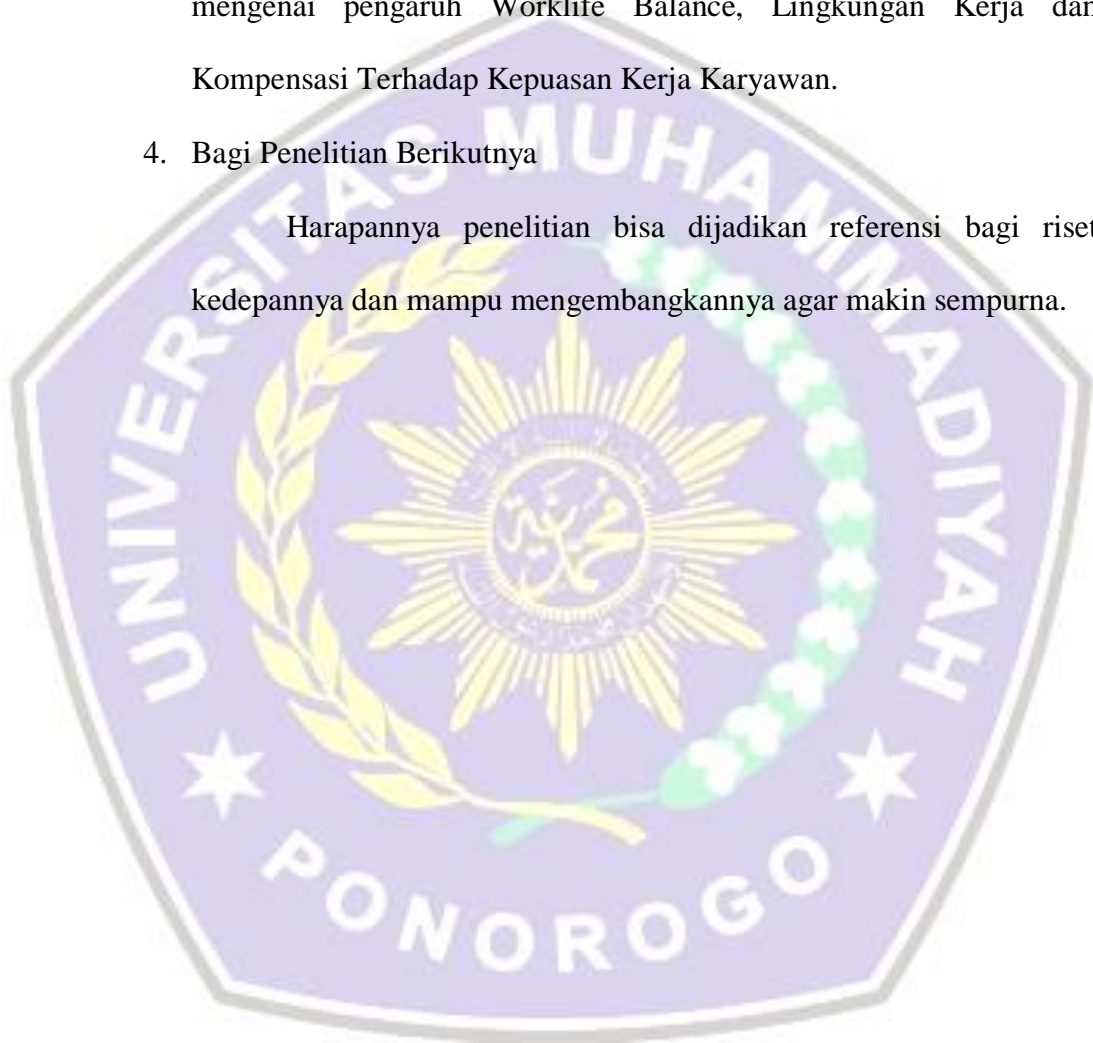 mengenai pengaruh Worklife Balance, Lingkungan Kerja dan
Kompensasi Terhadap Kepuasan Kerja Karyawan.
4. Bagi Penelitian Berikutnya
Harapannya penelitian bisa dijadikan referensi bagi riset
kedepannya dan mampu mengembangkannya agar makin sempurna.
UNIVERSITAS MUHAMMADIYAH
PONOROGO
محمدية